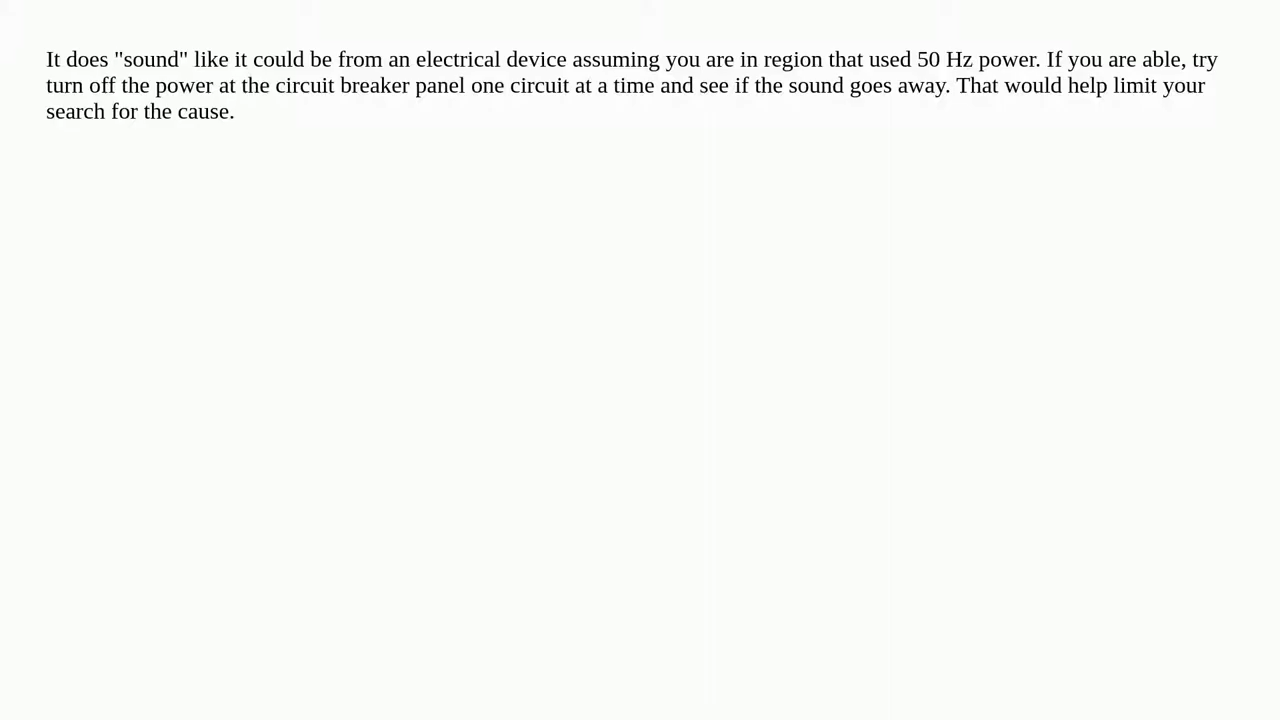 It does "sound" like it could be from an electrical device assuming you are in region that used 50 Hz power. If you are able, try
turn off the power at the circuit breaker panel one circuit at a time and see if the sound goes away. That would help limit your
search for the cause.